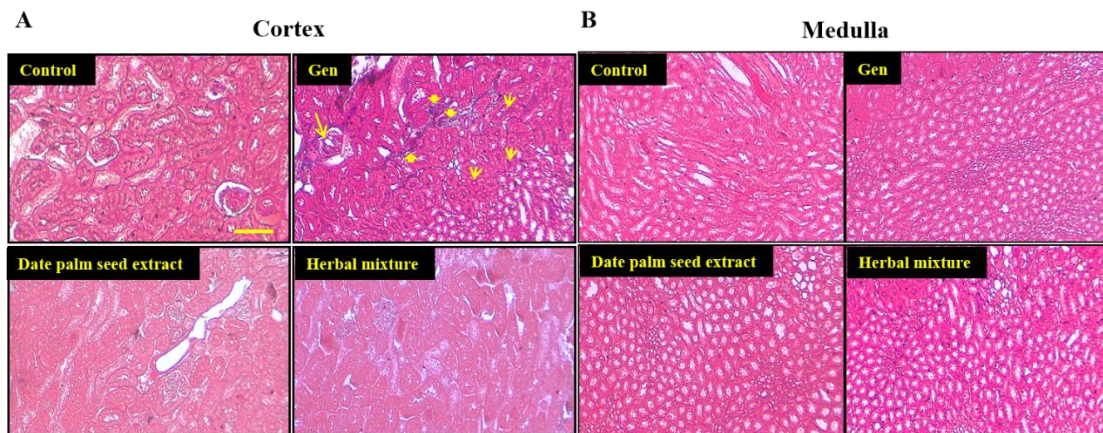 A
Cortex
B
Medulla
Control
Gen
Control
Gen
Date palm seed extract
Herbal mixture
Date palm seed extract
Herbal mixture